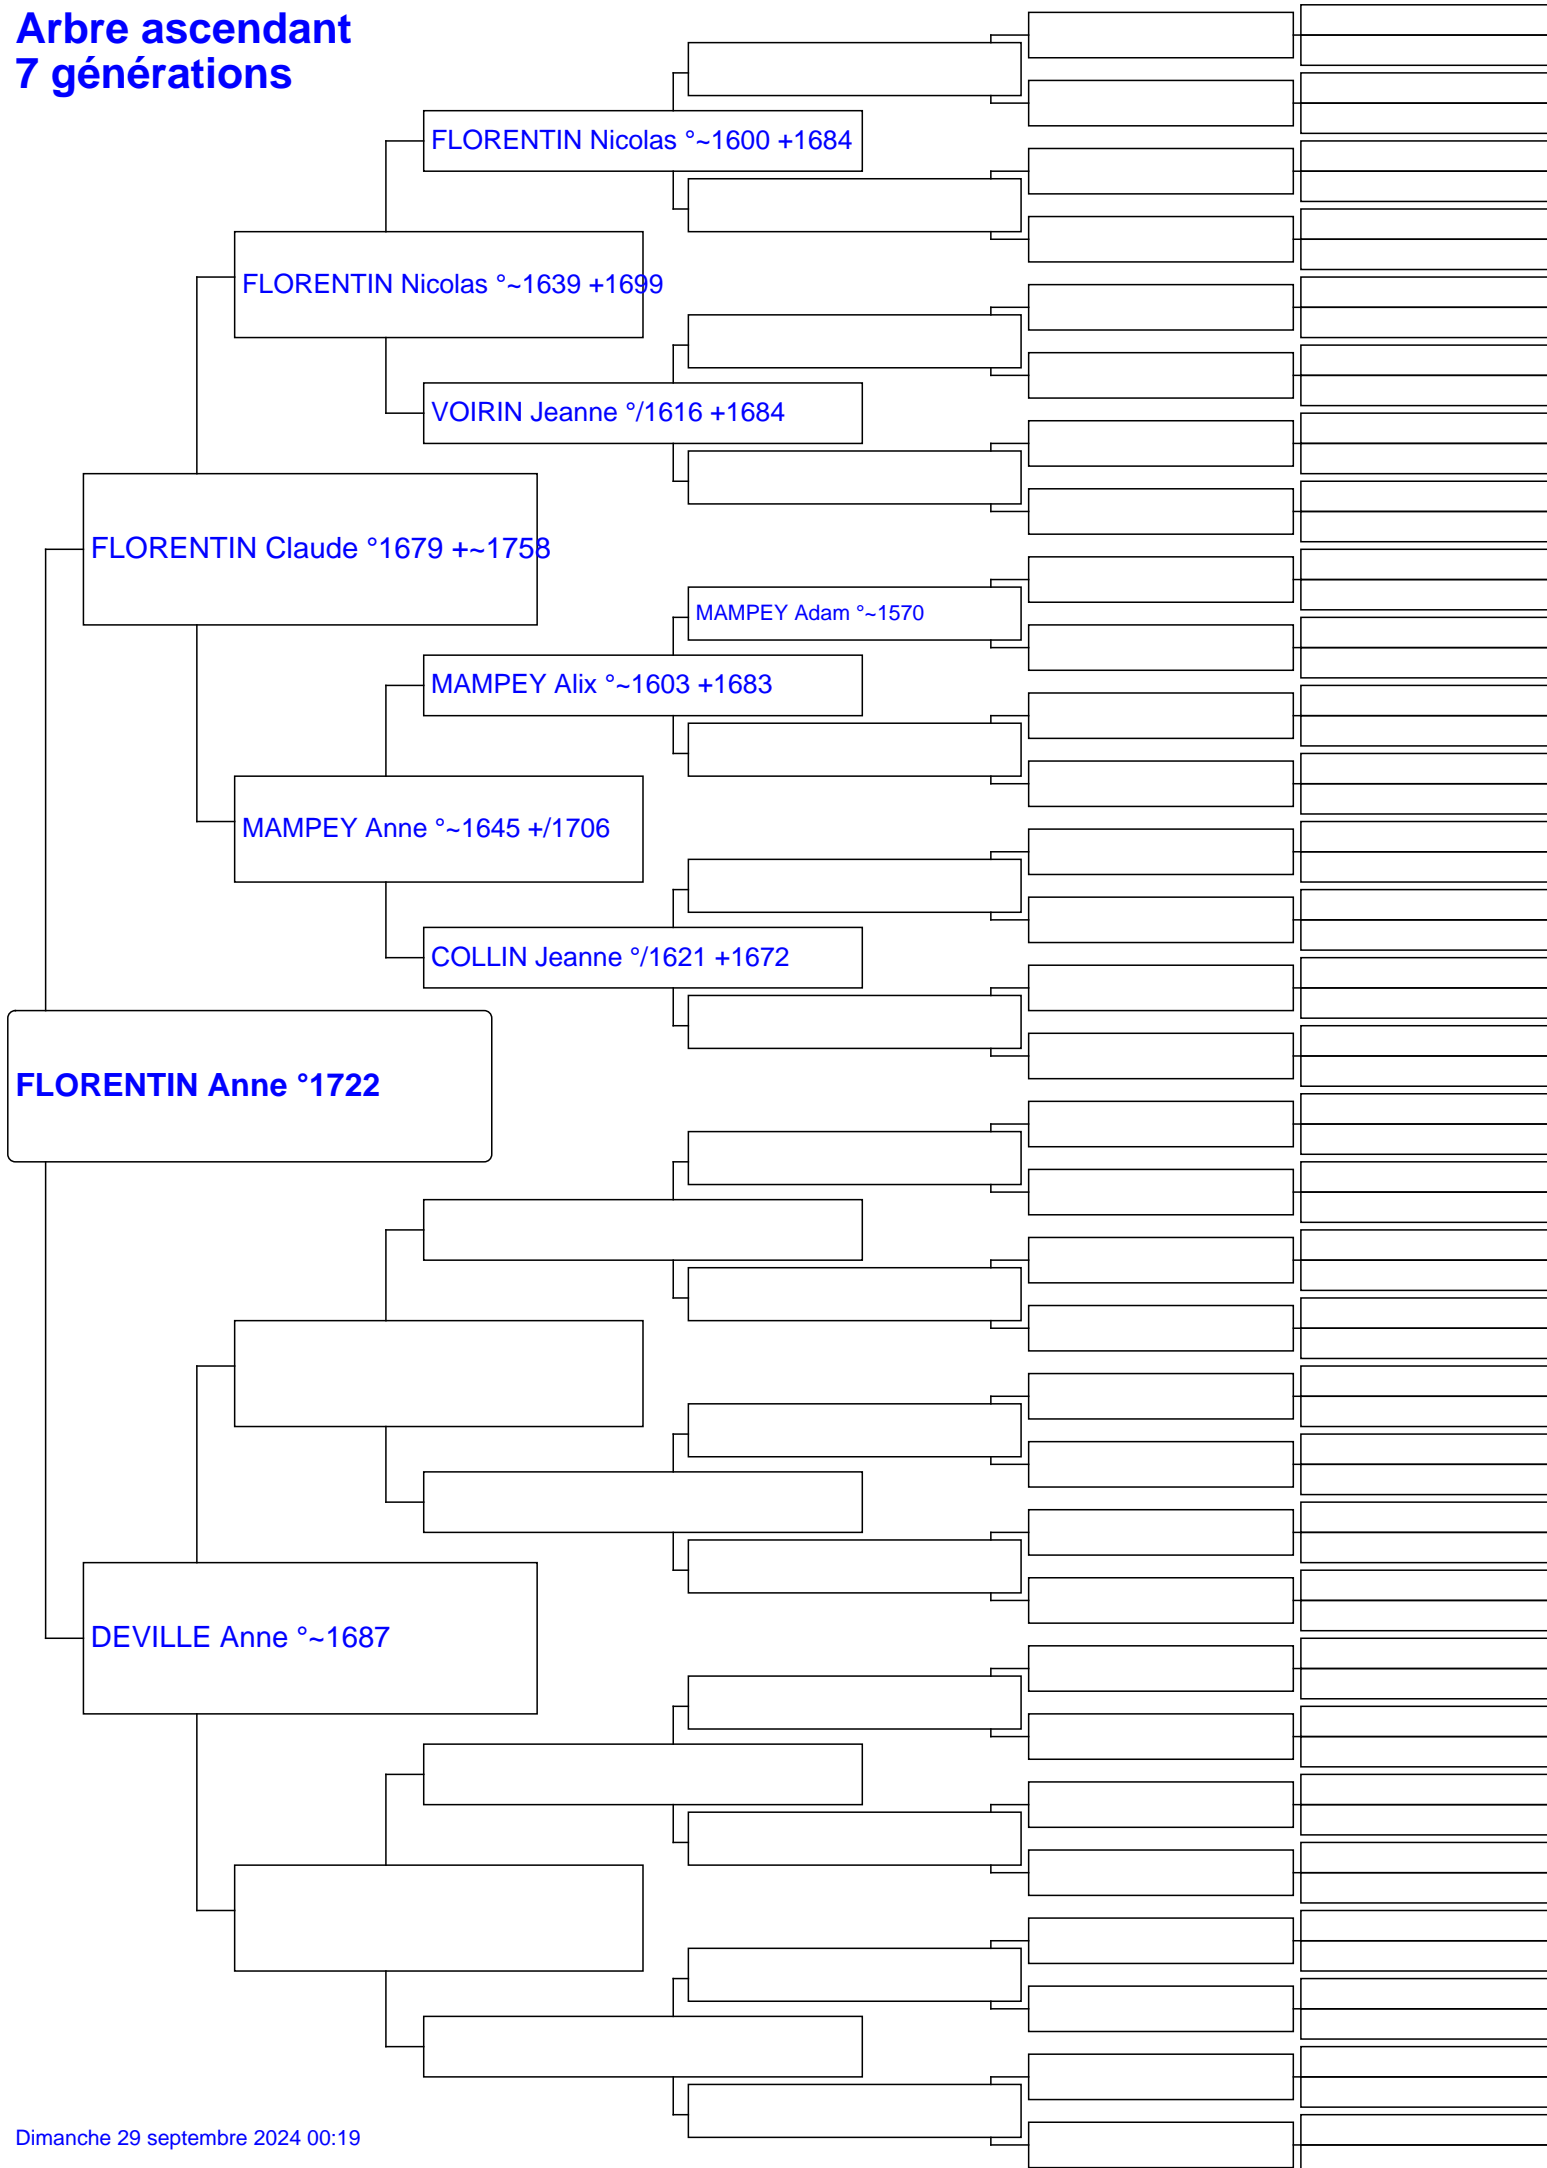 Arbre ascendant
7 générations
FLORENTIN Nicolas °~1600 +1684
FLORENTIN Nicolas °~1639 +1699
VOIRIN Jeanne °/1616 +1684
FLORENTIN Claude °1679 +~1758
MAMPEY Adam °~1570
MAMPEY Alix °~1603 +1683
MAMPEY Anne °~1645 +/1706
COLLIN Jeanne °/1621 +1672
FLORENTIN Anne °1722
DEVILLE Anne °~1687
Dimanche 29 septembre 2024 00:19